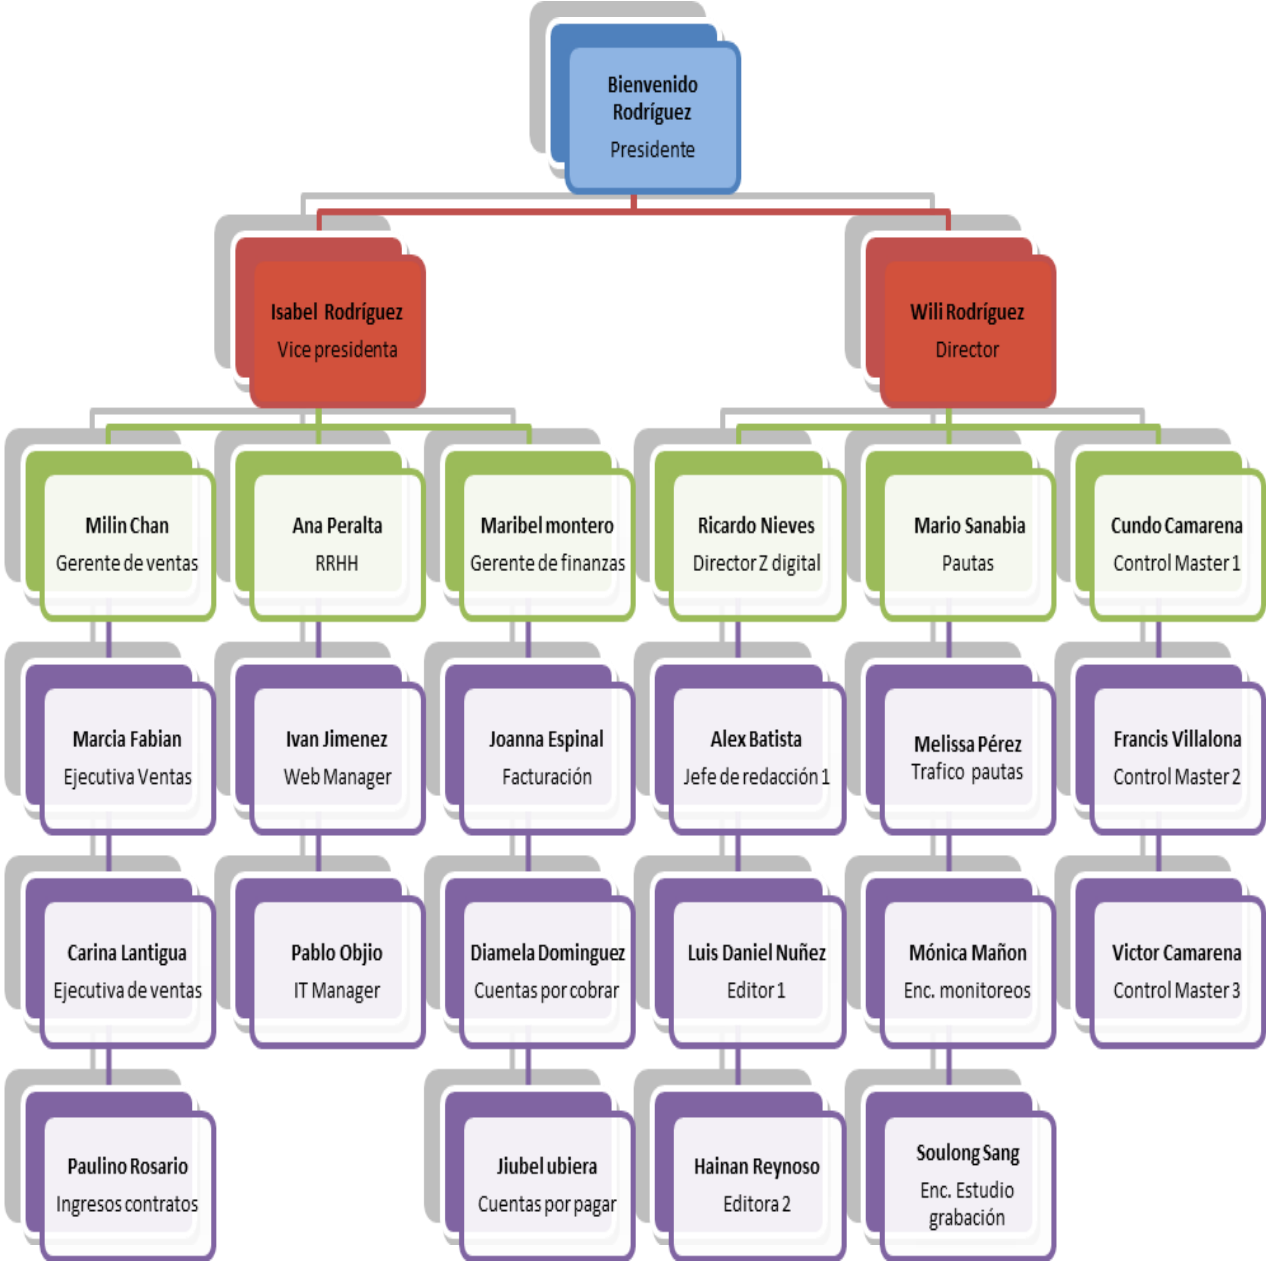 Bienvenido
Rodríguez
Presidente
Isabel Rodríguez
Vice presidenta
Wili Rodríguez
Director
Milin Chan
Gerente de ventas
Ana Peralta
RRHH
Maribel montero
Gerente de finanzas
Ricardo Nieves
Director Z digital
Mario Sanabia
Pautas
Cundo Camarena
Control Master 1
Marcia Fabian
Ejecutiva Ventas
Ivan Jimenez
Web Manager
Joanna Espinal
Facturación
Alex Batista
Jefe de redacción 1
Melissa Pérez
Trafico pautas
Francis Villalona
Control Master 2
Carina Lantigua
Ejecutiva de ventas
Pablo Objio
IT Manager
Diamela Dominguez
Cuentas por cobrar
Luis Daniel Nuñez
Editor 1
Mónica Mañon
Enc. monitoreos
Victor Camarena
Control Master 3
Paulino Rosario
Ingresos contratos
Jiubel ubiera
Cuentas por pagar
Hainan Reynoso
Editora 2
Soulong Sang
Enc. Estudio
grabación